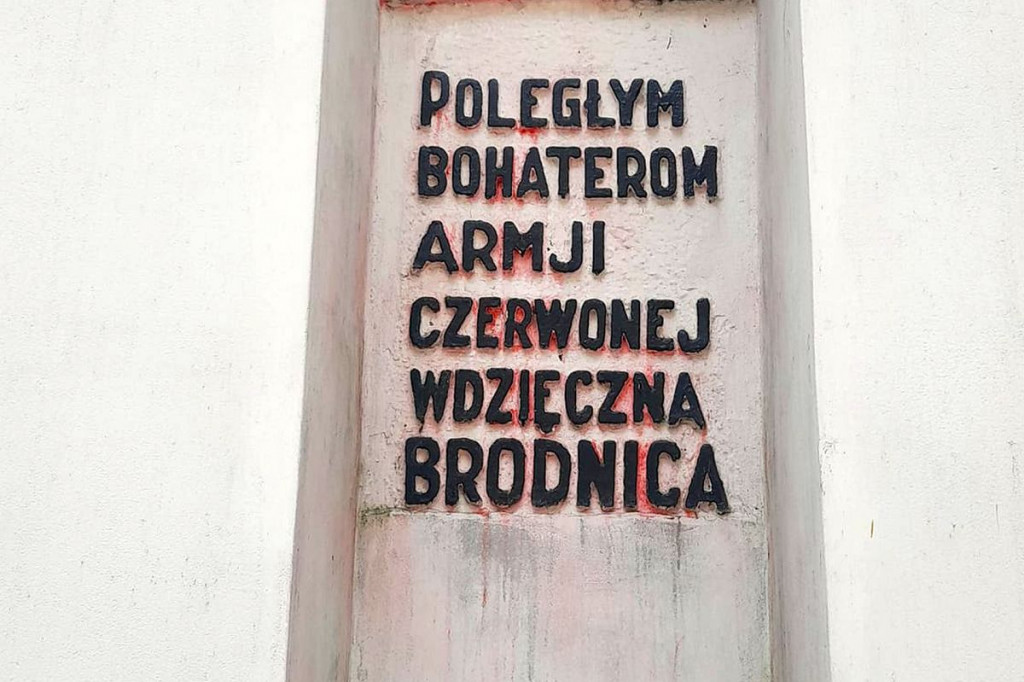 POLEGŁYM
BOHATEROM
ARMJI
CZERWONEJ
WDZIĘCZNA
BRODNICA